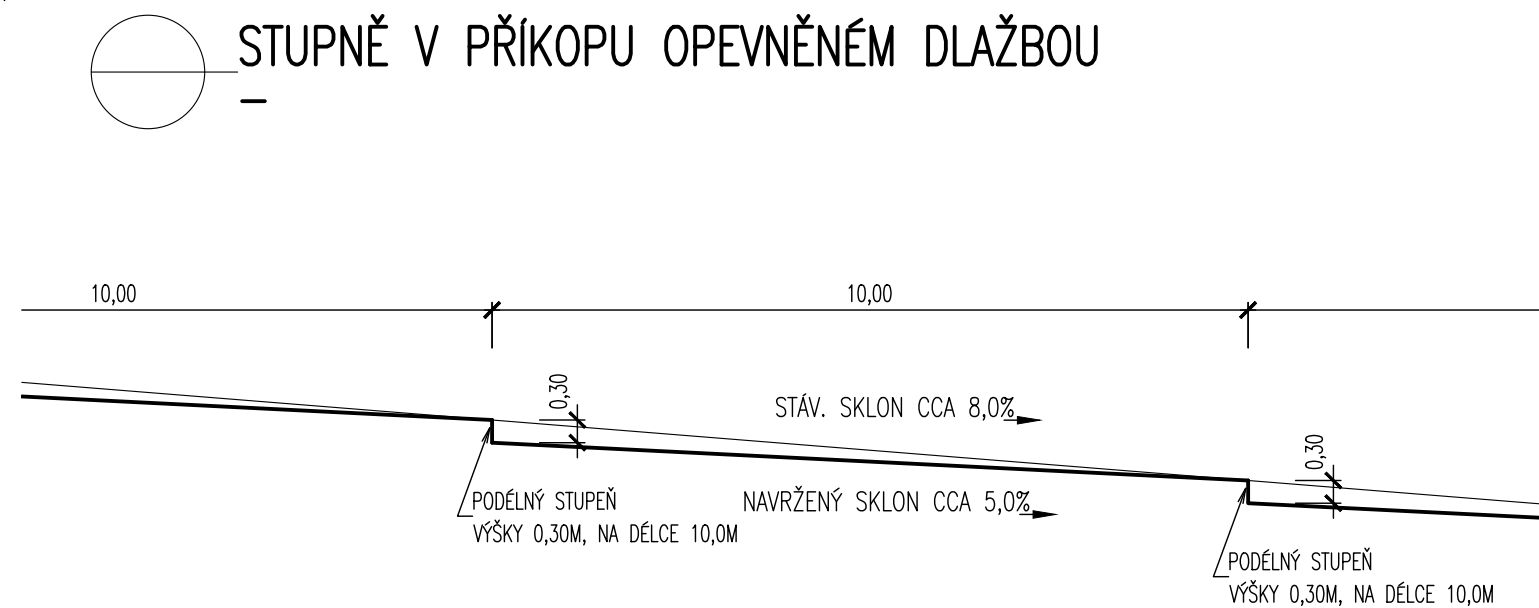 STUPNĚ V PŘÍKOPU OPEVNĚNÉM DLAŽBOU
–
10,00
10,00
0,30
STÁV. SKLON CCA 8,0%
0,30
PODÉLNÝ STUPEŇ
VÝŠKY 0,30M, NA DÉLCE 10,0M
NAVRŽENÝ SKLON CCA 5,0%
PODÉLNÝ STUPEŇ
VÝŠKY 0,30M, NA DÉLCE 10,0M